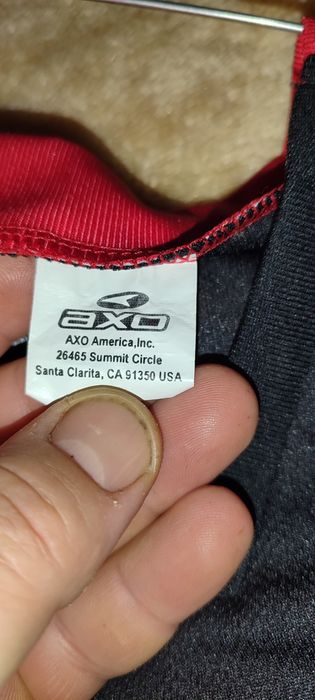 AXO
AXO America,Inc.
26465 Summit Circle
Santa Clarita, CA 91350 USA